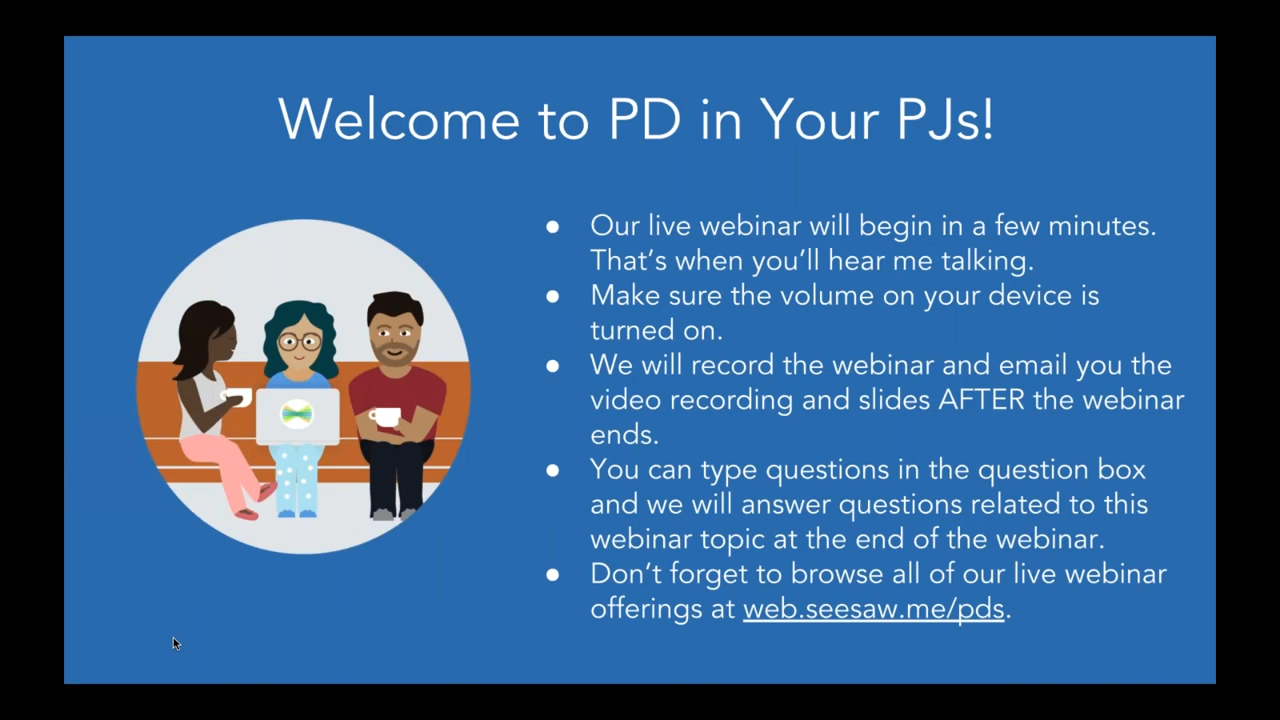 Welcome to PD in Your PJs!
● Our live webinar will begin in a few minutes.
That’s when you’ll hear me talking.
● Make sure the volume on your device is
turned on.
● We will record the webinar and email you the
video recording and slides AFTER the webinar
ends.
● You can type questions in the question box
and we will answer questions related to this
webinar topic at the end of the webinar.
● Don’t forget to browse all of our live webinar
offerings at web.seesaw.me/pds.